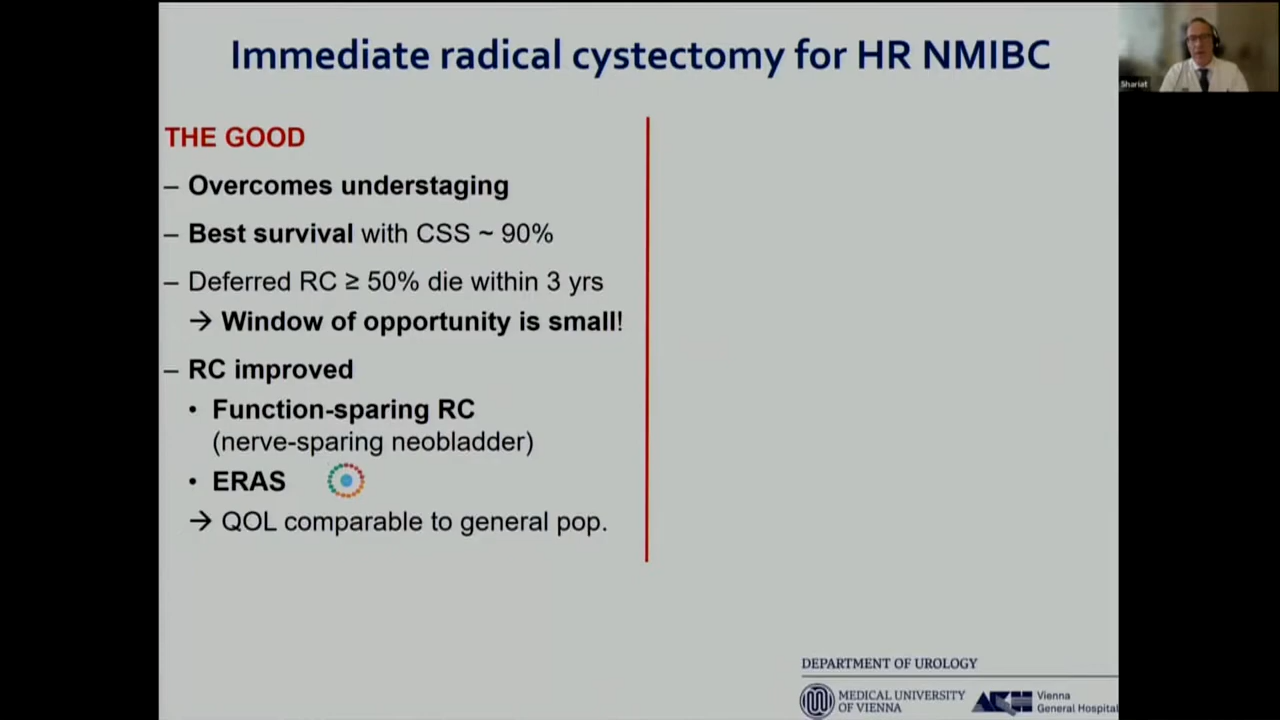 Immediate radical cystectomy for HR NMIBC
Shariat
THE GOOD
– Overcomes understaging
– Best survival with CSS ~ 90%
– Deferred RC ≥ 50% die within 3 yrs
→ Window of opportunity is small!
– RC improved
• Function-sparing RC
(nerve-sparing neobladder)
• ERAS
→ QOL comparable to general pop.
DEPARTMENT OF UROLOGY
MEDICAL UNIVERSITY
OF VIENNA
Vienna
General Hospital